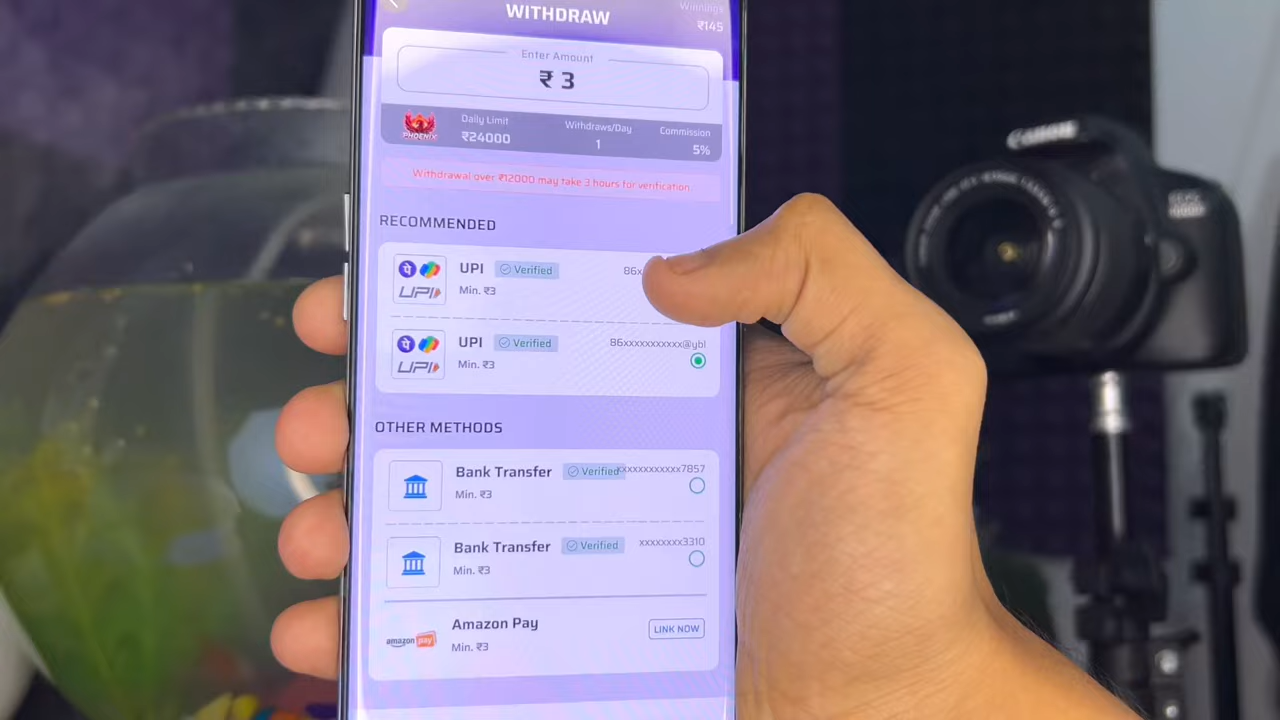 WITHDRAW
Winnings
₹145
Enter Amount
₹ 3
PHOENIX
Daily Limit
₹24000
Withdraws/Day
1
Commission
5%
Withdrawal over ₹12000 may take 3 hours for verification
RECOMMENDED
UPI
Verified
86x
Min. ₹3
UPI
UPI
Verified
86xxxxxxxxxxx@ybl
Min. ₹3
UPI
OTHER METHODS
Bank Transfer
Verified
xxxxxxxxxxx7857
Min. ₹3
Bank Transfer
Verified
xxxxxxxx3310
Min. ₹3
Amazon Pay
LINK NOW
amazon pay
Min. ₹3
Canon